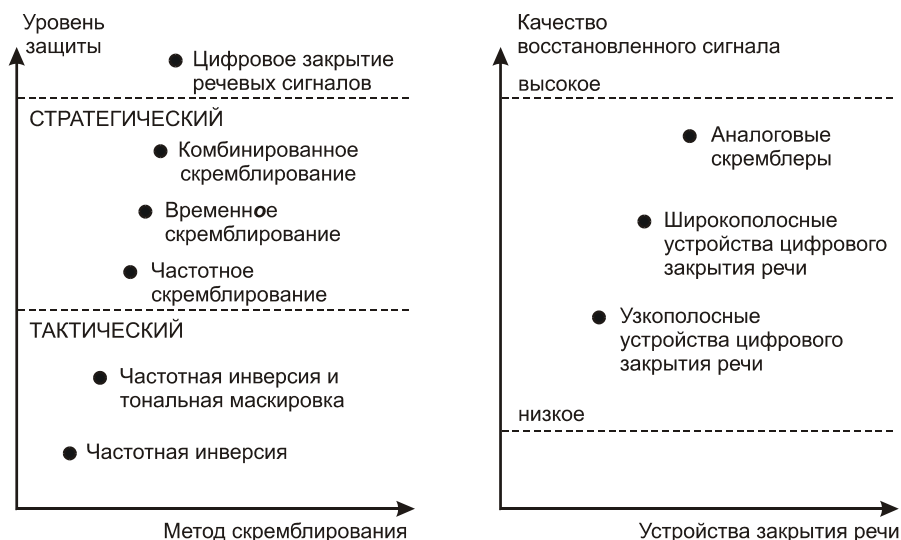 Уровень
защиты
Цифровое закрытие
речевых сигналов
СТРАТЕГИЧЕСКИЙ
Комбинированное
скремблирование
Временное
скремблирование
Частотное
скремблирование
ТАКТИЧЕСКИЙ
Частотная инверсия и
тональная маскировка
Частотная инверсия
Метод скремблирования
Качество
восстановленного сигнала
высокое
Аналоговые
скремблеры
Широкополосные
устройства цифрового
закрытия речи
Узкополосные
устройства цифрового
закрытия речи
низкое
Устройства закрытия речи